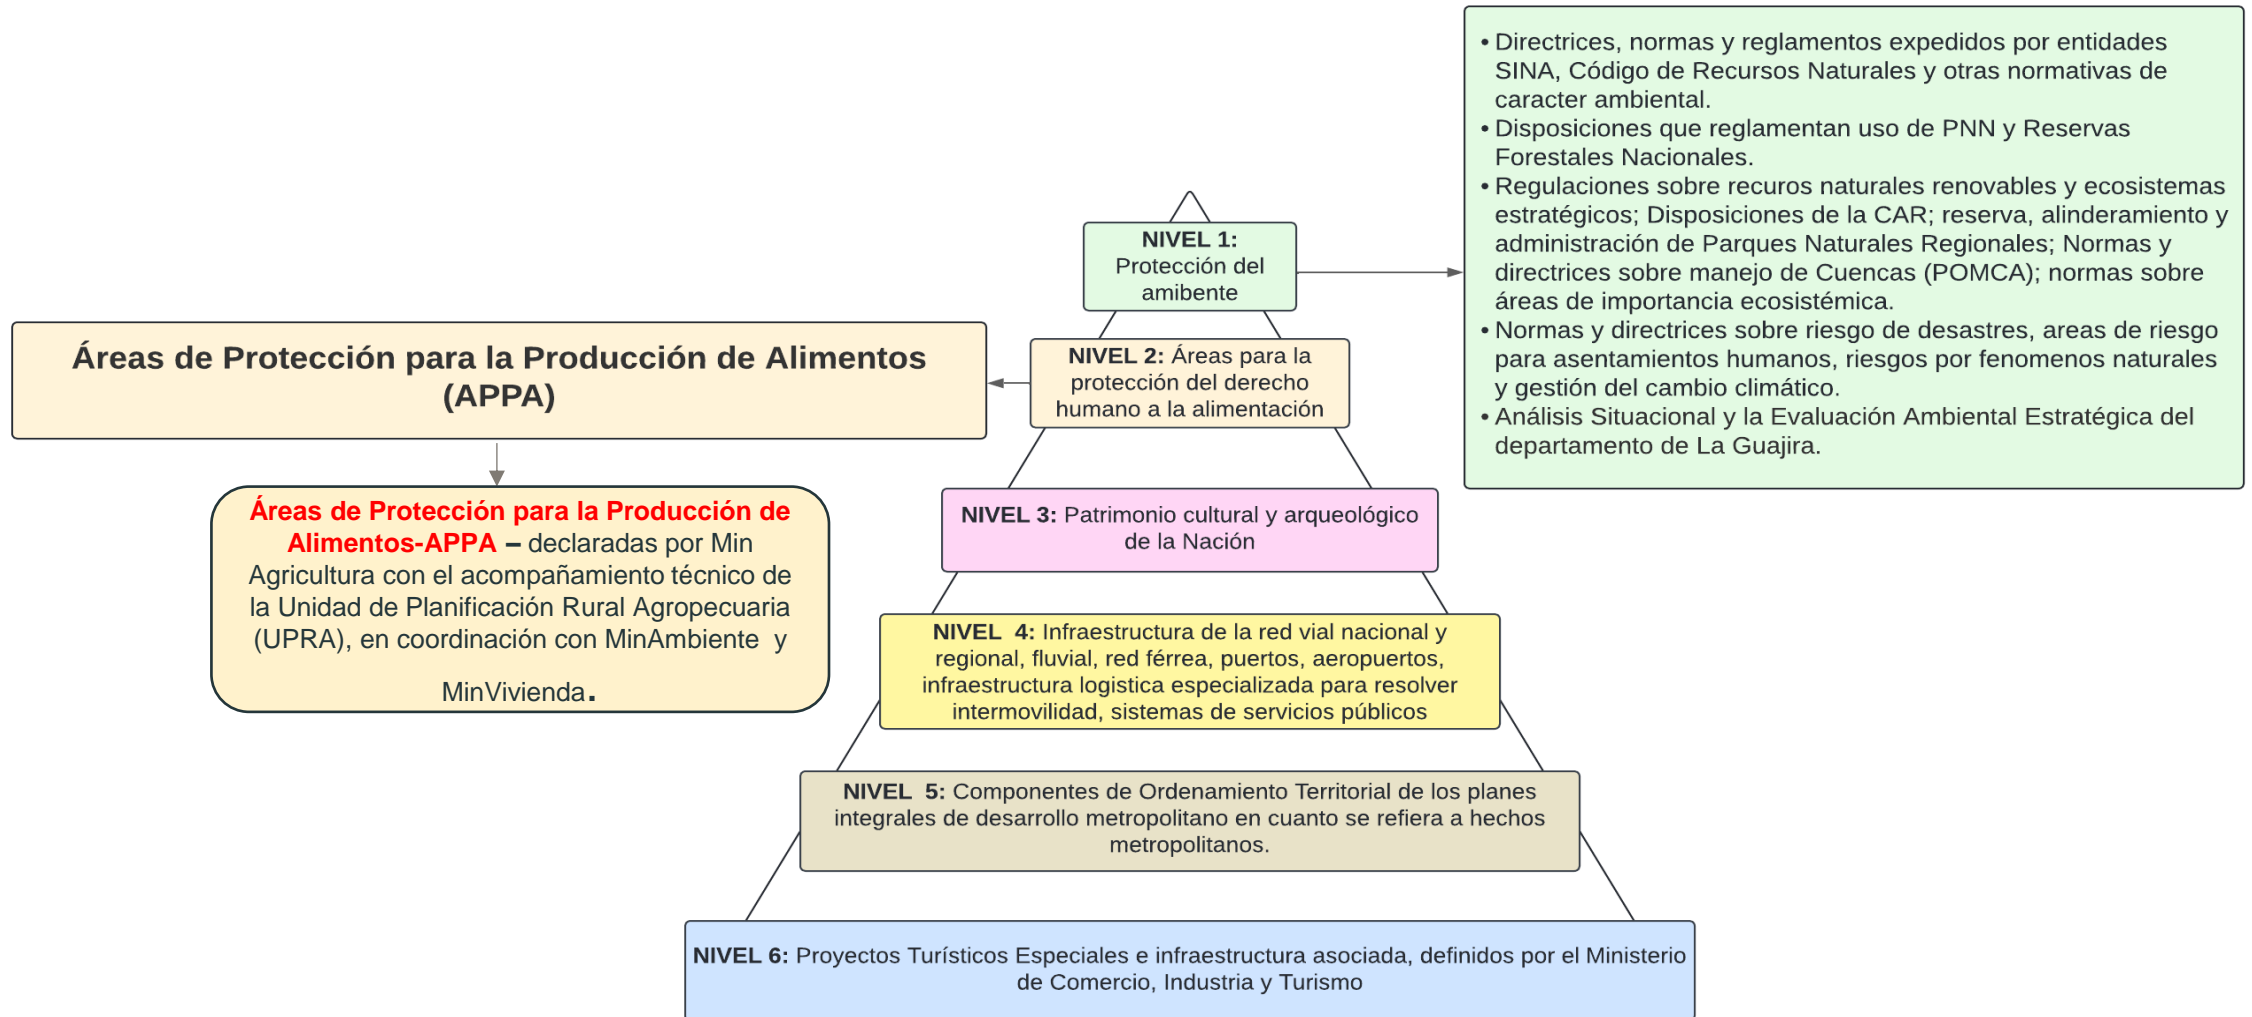 • Directrices, normas y reglamentos expedidos por entidades
SINA, Código de Recursos Naturales y otras normativas de
caracter ambiental.
• Disposiciones que reglamentan uso de PNN y Reservas
Forestales Nacionales.
• Regulaciones sobre recuros naturales renovables y ecosistemas
estratégicos; Disposiciones de la CAR; reserva, alinderamiento y
administración de Parques Naturales Regionales; Normas y
directrices sobre manejo de Cuencas (POMCA); normas sobre
áreas de importancia ecosistémica.
• Normas y directrices sobre riesgo de desastres, areas de riesgo
para asentamientos humanos, riesgos por fenomenos naturales
y gestión del cambio climático.
• Análisis Situacional y la Evaluación Ambiental Estratégica del
departamento de La Guajira.
NIVEL 1:
Protección del
amibente
NIVEL 2: Áreas para la
protección del derecho
humano a la alimentación
Áreas de Protección para la Producción de Alimentos
(APPA)
Áreas de Protección para la Producción de
Alimentos-APPA – declaradas por Min
Agricultura con el acompañamiento técnico de
la Unidad de Planificación Rural Agropecuaria
(UPRA), en coordinación con MinAmbiente y
MinVivienda.
NIVEL 3: Patrimonio cultural y arqueológico
de la Nación
NIVEL 4: Infraestructura de la red vial nacional y
regional, fluvial, red férrea, puertos, aeropuertos,
infraestructura logistica especializada para resolver
intermovilidad, sistemas de servicios públicos
NIVEL 5: Componentes de Ordenamiento Territorial de los planes
integrales de desarrollo metropolitano en cuanto se refiera a hechos
metropolitanos.
NIVEL 6: Proyectos Turísticos Especiales e infraestructura asociada, definidos por el Ministerio
de Comercio, Industria y Turismo